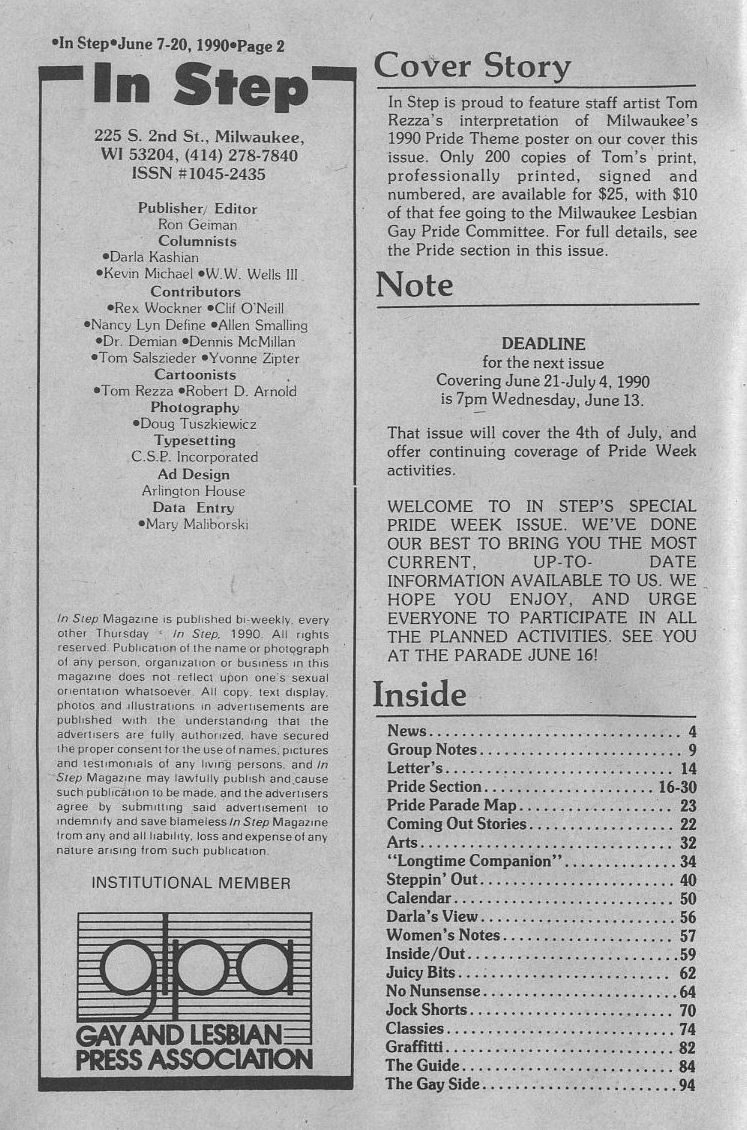 •In Step•June 7-20, 1990•Page 2
In Step
225 S. 2nd St., Milwaukee,
WI 53204, (414) 278-7840
ISSN #1045-2435
Publisher/ Editor
Ron Geiman
Columnists
•Darla Kashian
•Kevin Michael •W.W. Wells III
Contributors
•Rex Wockner •Clif O'Neill
•Nancy Lyn Define •Allen Smalling
•Dr. Demian •Dennis McMillan
•Tom Salszieder •Yvonne Zipter
Cartoonists
•Tom Rezza •Robert D. Arnold
Photography
•Doug Tuszkiewicz
Typesetting
C.S.P. Incorporated
Ad Design
Arlington House
Data Entry
•Mary Maliborski
In Step Magazine is published bi-weekly, every
other Thursday © In Step, 1990. All rights
reserved. Publication of the name or photograph
of any person, organization or business in this
magazine does not reflect upon one's sexual
orientation whatsoever. All copy, text display,
photos and illustrations in advertisements are
published with the understanding that the
advertisers are fully authorized, have secured
the proper consent for the use of names, pictures
and testimonials of any living persons, and In
Step Magazine may lawfully publish and cause
such publication to be made, and the advertisers
agree by submitting said advertisement to
indemnify and save blameless In Step Magazine
from any and all liability, loss and expense of any
nature arising from such publication.
INSTITUTIONAL MEMBER
glpa
GAY AND LESBIAN
PRESS ASSOCIATION
Cover Story
In Step is proud to feature staff artist Tom
Rezza's interpretation of Milwaukee's
1990 Pride Theme poster on our cover this
issue. Only 200 copies of Tom's print,
professionally printed, signed and
numbered, are available for $25, with $10
of that fee going to the Milwaukee Lesbian
Gay Pride Committee. For full details, see
the Pride section in this issue.
Note
DEADLINE
for the next issue
Covering June 21-July 4, 1990
is 7pm Wednesday, June 13.
That issue will cover the 4th of July, and
offer continuing coverage of Pride Week
activities.
WELCOME TO IN STEP'S SPECIAL
PRIDE WEEK ISSUE. WE'VE DONE
OUR BEST TO BRING YOU THE MOST
CURRENT, UP-TO- DATE
INFORMATION AVAILABLE TO US. WE
HOPE YOU ENJOY, AND URGE
EVERYONE TO PARTICIPATE IN ALL
THE PLANNED ACTIVITIES. SEE YOU
AT THE PARADE JUNE 16!
Inside
News.............................. 4
Group Notes........................ 9
Letter's........................... 14
Pride Section..................... 16-30
Pride Parade Map.................. 23
Coming Out Stories................ 22
Arts.............................. 32
"Longtime Companion".............. 34
Steppin' Out...................... 40
Calendar.......................... 50
Darla's View...................... 56
Women's Notes.................... 57
Inside/Out.........................59
Juicy Bits......................... 62
No Nunsense.......................64
Jock Shorts........................ 70
Classies........................... 74
Graffitti........................... 82
The Guide......................... 84
The Gay Side....................... 94